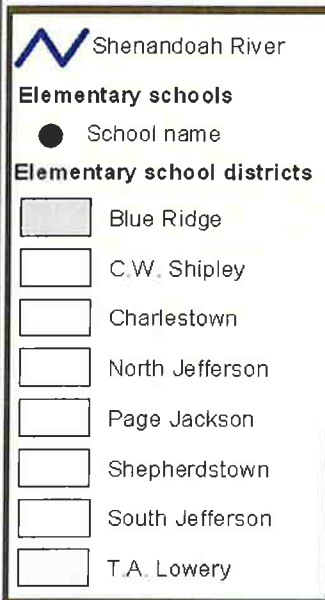 Shenandoah River
Elementary schools
School name
Elementary school districts
Blue Ridge
C.W. Shipley
Charlestown
North Jefferson
Page Jackson
Shepherdstown
South Jefferson
T.A. Lowery